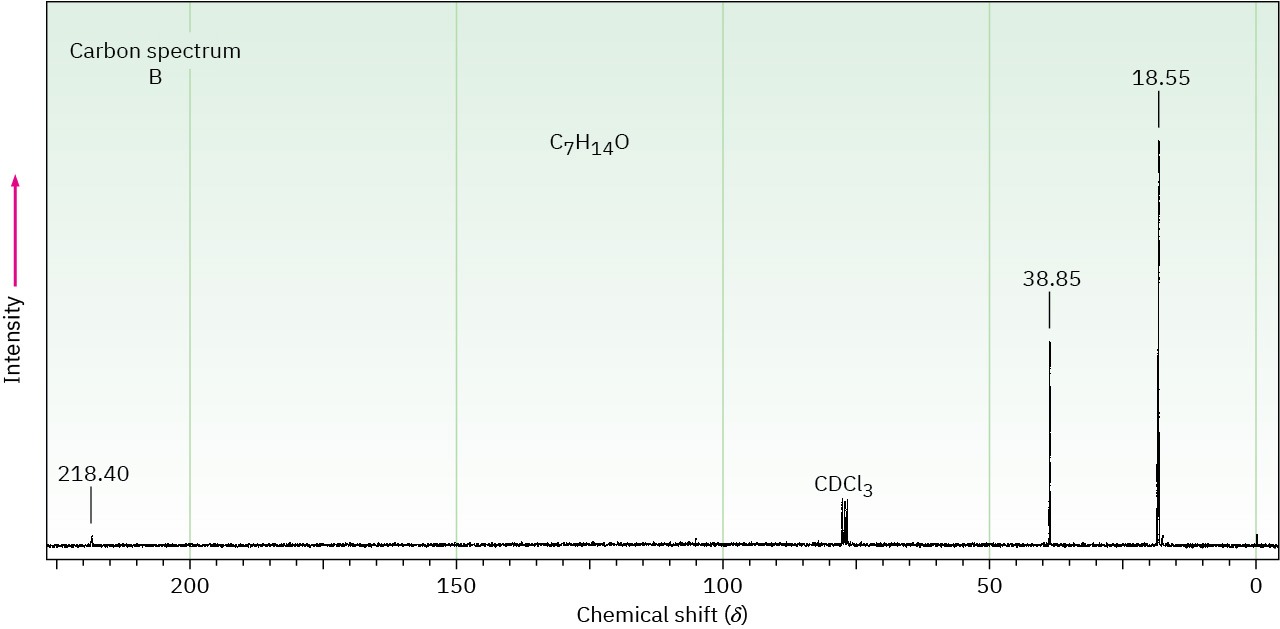 Carbon spectrum
B
18.55
C₇H₁₄O
38.85
218.40
CDCl₃
Intensity
200 150 100 50 0
Chemical shift (δ)